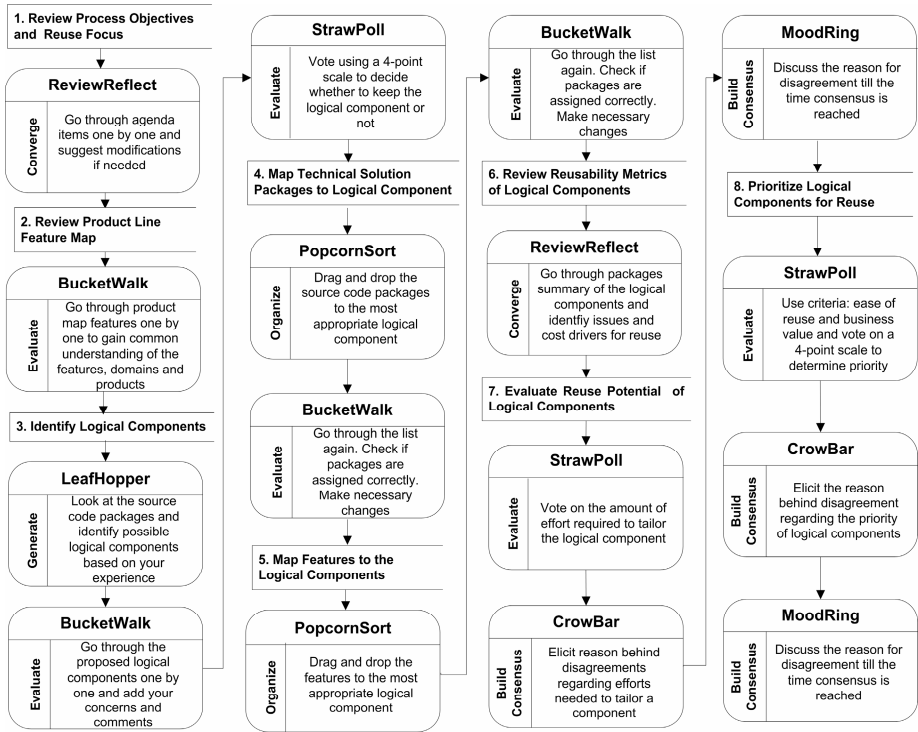 1. Review Process Objectives
and Reuse Focus
ReviewReflect
Converge
Go through agenda
items one by one and
suggest modifications
if needed
2. Review Product Line
Feature Map
BucketWalk
Evaluate
Go through product
map features one by
one to gain common
understanding of the
features, domains and
products
3. Identify Logical Components
LeafHopper
Generate
Look at the source
code packages and
identify possible
logical components
based on your
experience
BucketWalk
Evaluate
Go through the
proposed logical
components one by
one and add your
concerns and
comments
StrawPoll
Evaluate
Vote using a 4-point
scale to decide
whether to keep the
logical component or
not
4. Map Technical Solution
Packages to Logical Component
PopcornSort
Organize
Drag and drop the
source code packages
to the most
appropriate logical
component
BucketWalk
Evaluate
Go through the list
again. Check if
packages are
assigned correctly.
Make necessary
changes
5. Map Features to the
Logical Components
PopcornSort
Organize
Drag and drop the
features to the most
appropriate logical
component
BucketWalk
Evaluate
Go through the list
again. Check if
packages are
assigned correctly.
Make necessary
changes
6. Review Reusability Metrics
of Logical Components
ReviewReflect
Converge
Go through packages
summary of the logical
components and
identfiy issues and
cost drivers for reuse
7. Evaluate Reuse Potential of
Logical Components
StrawPoll
Evaluate
Vote on the amount of
effort required to tailor
the logical component
CrowBar
Build
Consensus
Elicit reason behind
disagreements
regarding efforts
needed to tailor a
component
MoodRing
Build
Consensus
Discuss the reason for
disagreement till the
time consensus is
reached
8. Prioritize Logical
Components for Reuse
StrawPoll
Evaluate
Use criteria: ease of
reuse and business
value and vote on a
4-point scale to
determine priority
CrowBar
Build
Consensus
Elicit the reason
behind disagreement
regarding the priority
of logical components
MoodRing
Build
Consensus
Discuss the reason for
disagreement till the
time consensus is
reached